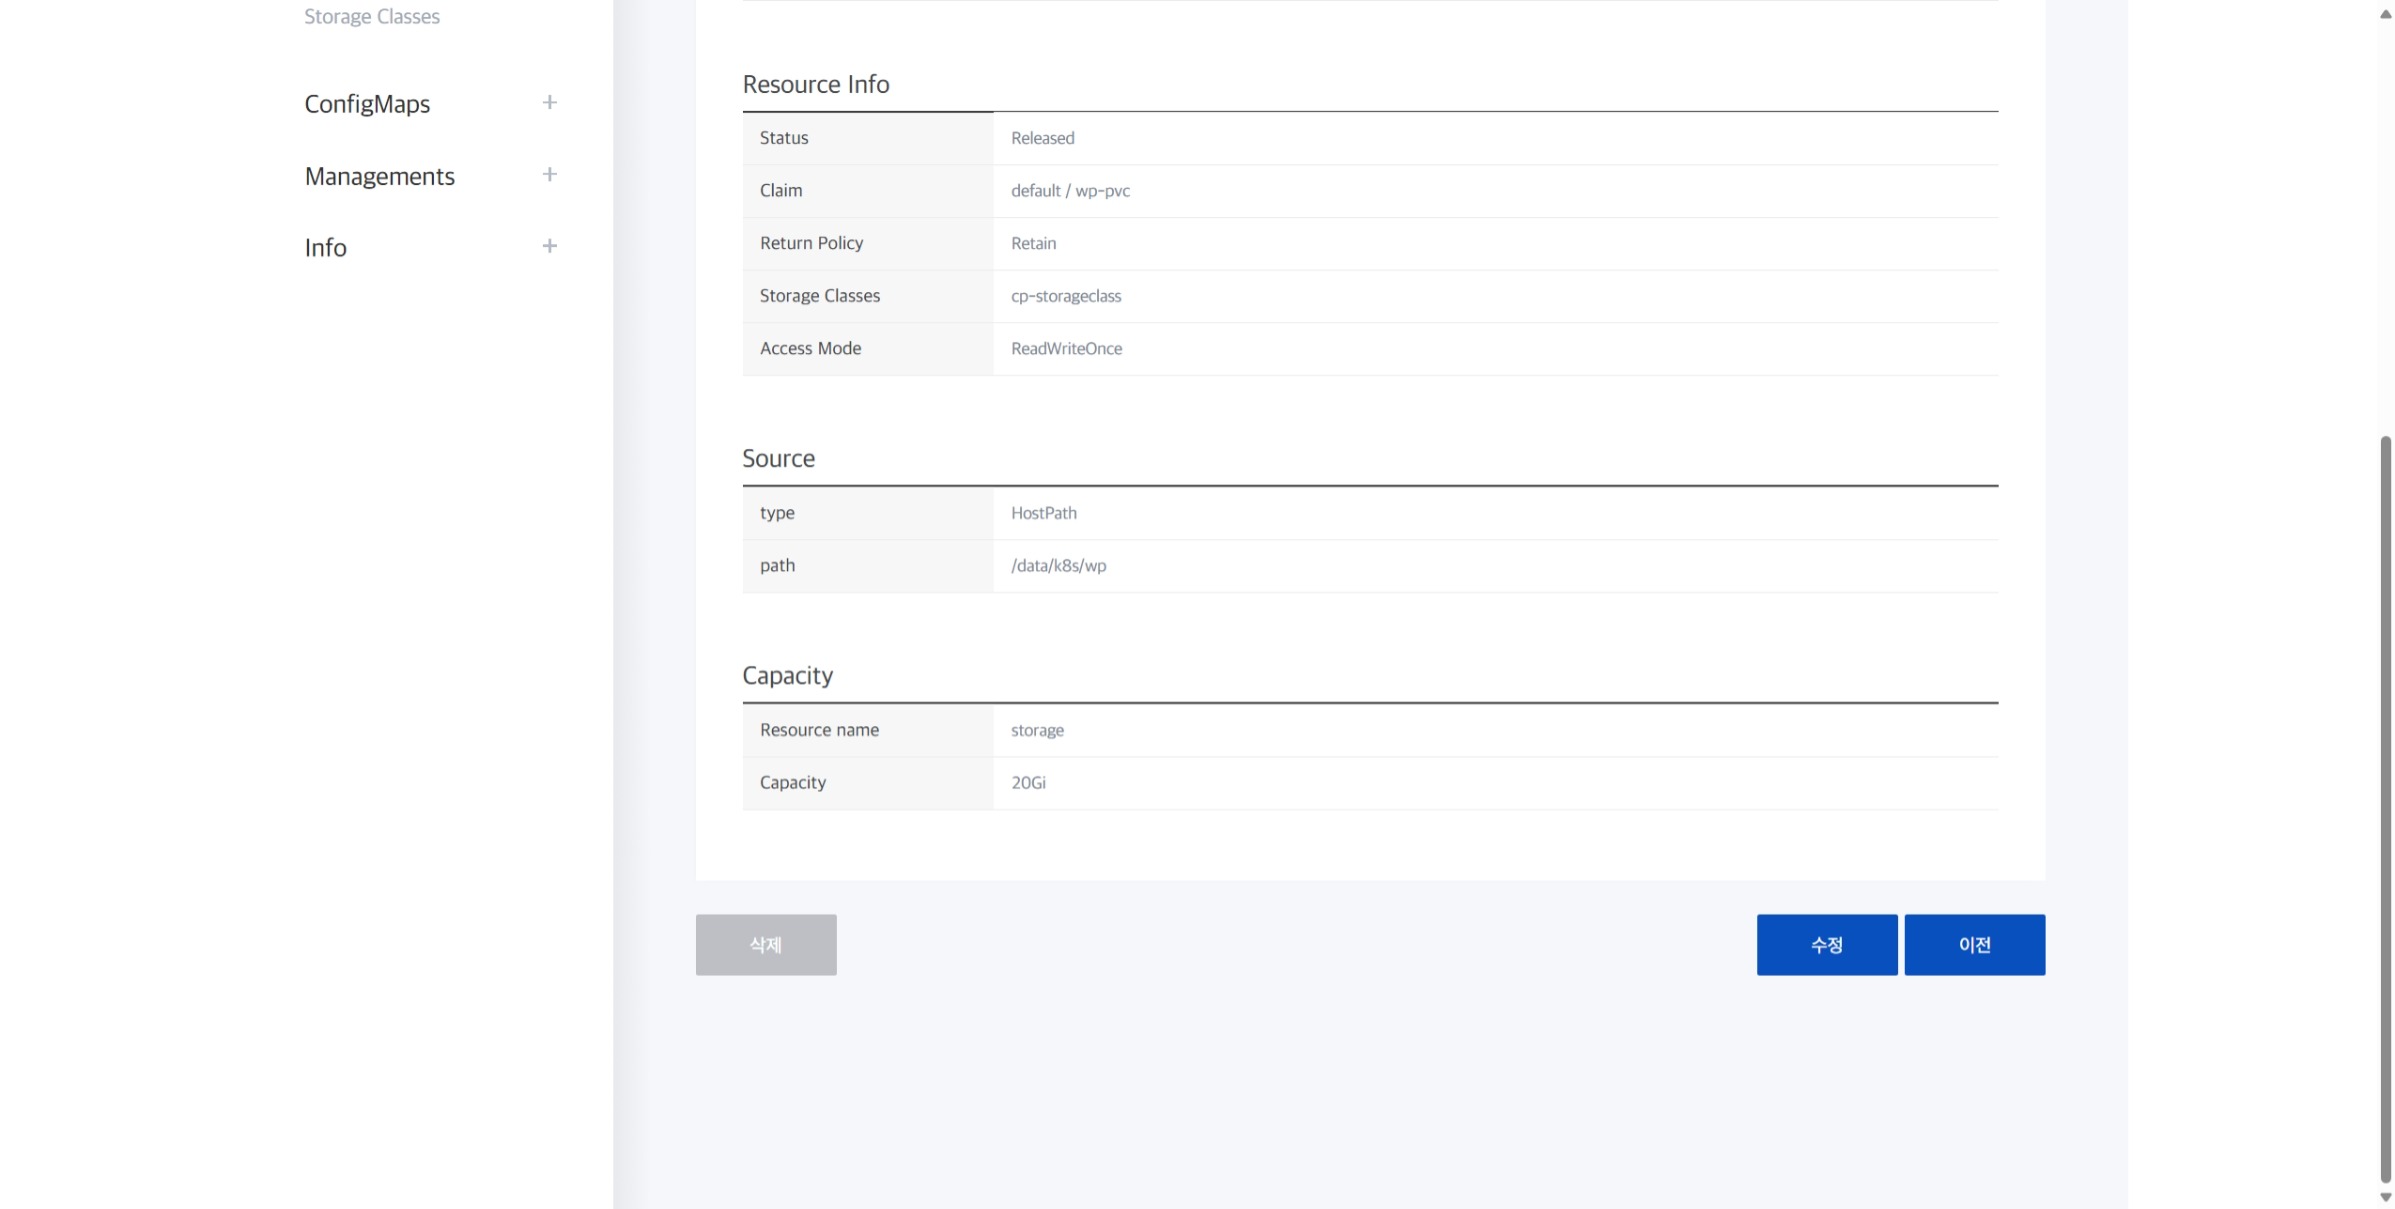 Storage Classes
ConfigMaps +
Managements +
Info +
Resource Info
Status Released
Claim default / wp-pvc
Return Policy Retain
Storage Classes cp-storageclass
Access Mode ReadWriteOnce
Source
type HostPath
path /data/k8s/wp
Capacity
Resource name storage
Capacity 20Gi
삭제
수정 이전